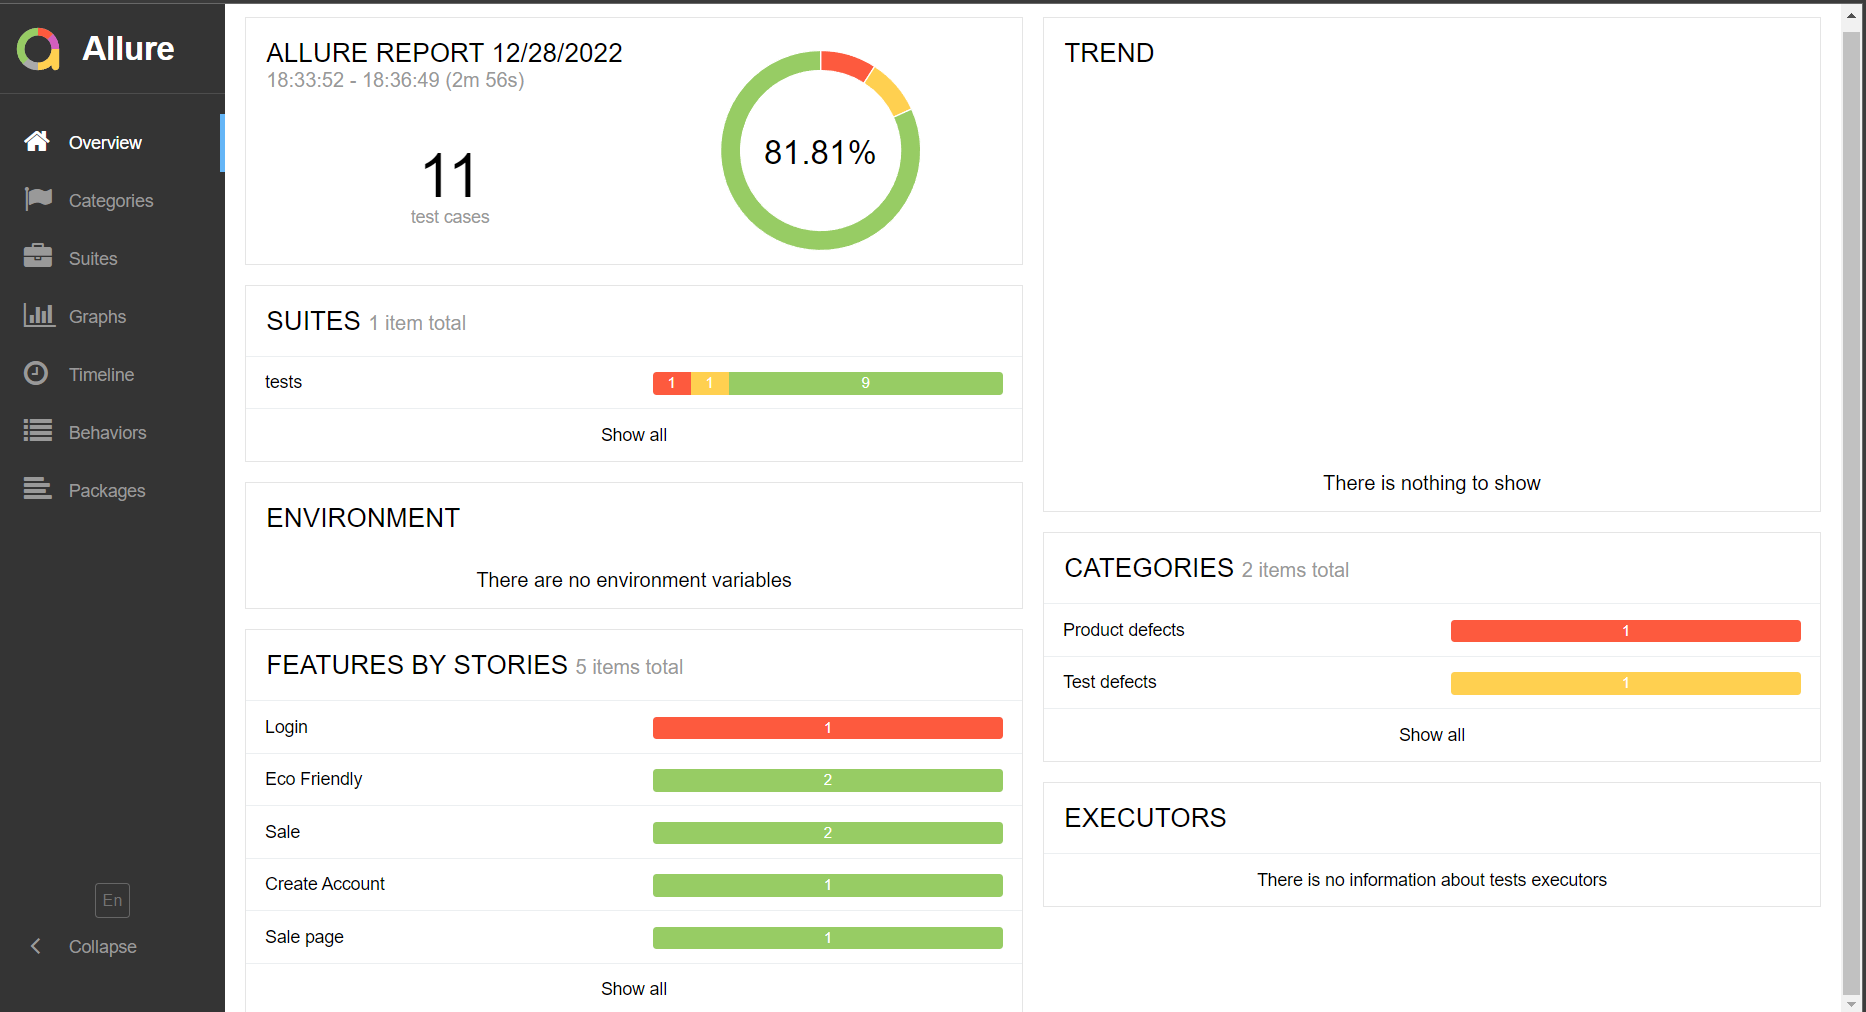 Allure
Overview
Categories
Suites
Graphs
Timeline
Behaviors
Packages
En
Collapse
ALLURE REPORT 12/28/2022
18:33:52 - 18:36:49 (2m 56s)
11
test cases
81.81%
SUITES 1 item total
tests 1 1 9
Show all
ENVIRONMENT
There are no environment variables
FEATURES BY STORIES 5 items total
Login 1
Eco Friendly 2
Sale 2
Create Account 1
Sale page 1
Show all
TREND
There is nothing to show
CATEGORIES 2 items total
Product defects 1
Test defects 1
Show all
EXECUTORS
There is no information about tests executors